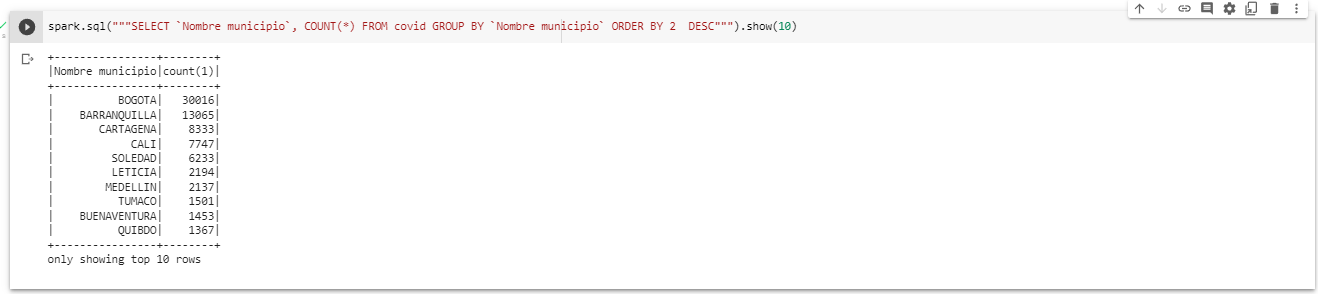 spark.sql("""SELECT `Nombre municipio`, COUNT(*) FROM covid GROUP BY `Nombre municipio` ORDER BY 2  DESC""").show(10)
+----------------+--------+
|Nombre municipio|count(1)|
+----------------+--------+
|          BOGOTA|   30016|
|    BARRANQUILLA|   13065|
|       CARTAGENA|    8333|
|            CALI|    7747|
|         SOLEDAD|    6233|
|         LETICIA|    2194|
|        MEDELLIN|    2137|
|          TUMACO|    1501|
|    BUENAVENTURA|    1453|
|          QUIBDO|    1367|
+----------------+--------+
only showing top 10 rows